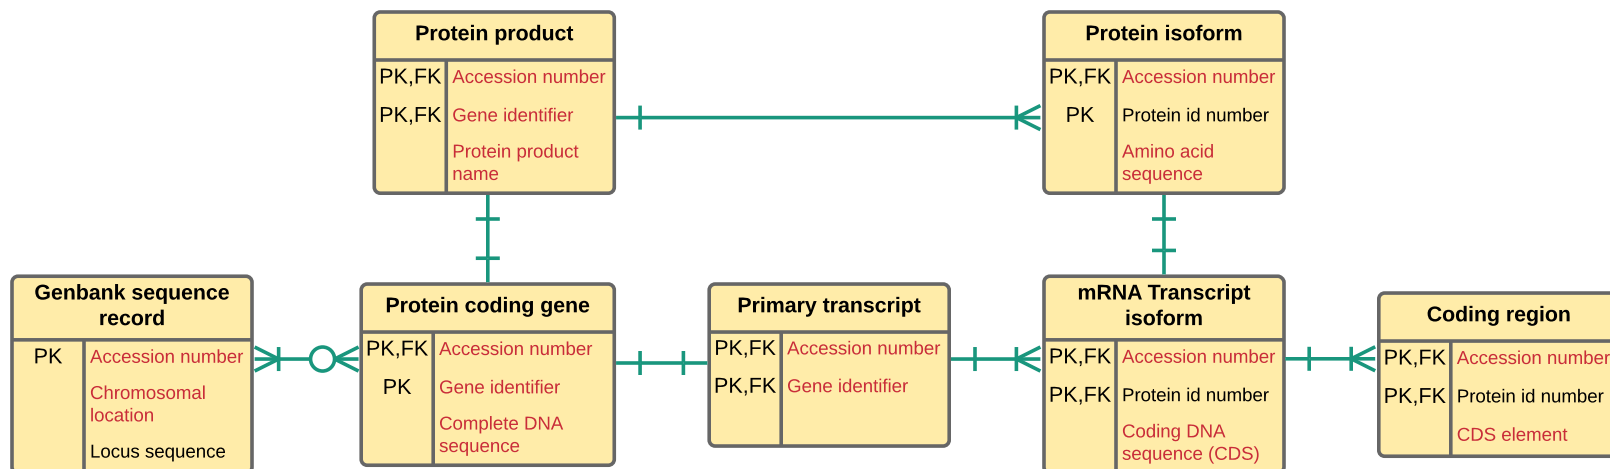 Protein product
PK,FK Accession number
PK,FK Gene identifier
Protein product
name
Protein isoform
PK,FK Accession number
PK Protein id number
Amino acid
sequence
Genbank sequence
record
PK Accession number
Chromosomal
location
Locus sequence
Protein coding gene
PK,FK Accession number
PK Gene identifier
Complete DNA
sequence
Primary transcript
PK,FK Accession number
PK,FK Gene identifier
mRNA Transcript
isoform
PK,FK Accession number
PK,FK Protein id number
Coding DNA
sequence (CDS)
Coding region
PK,FK Accession number
PK,FK Protein id number
CDS element